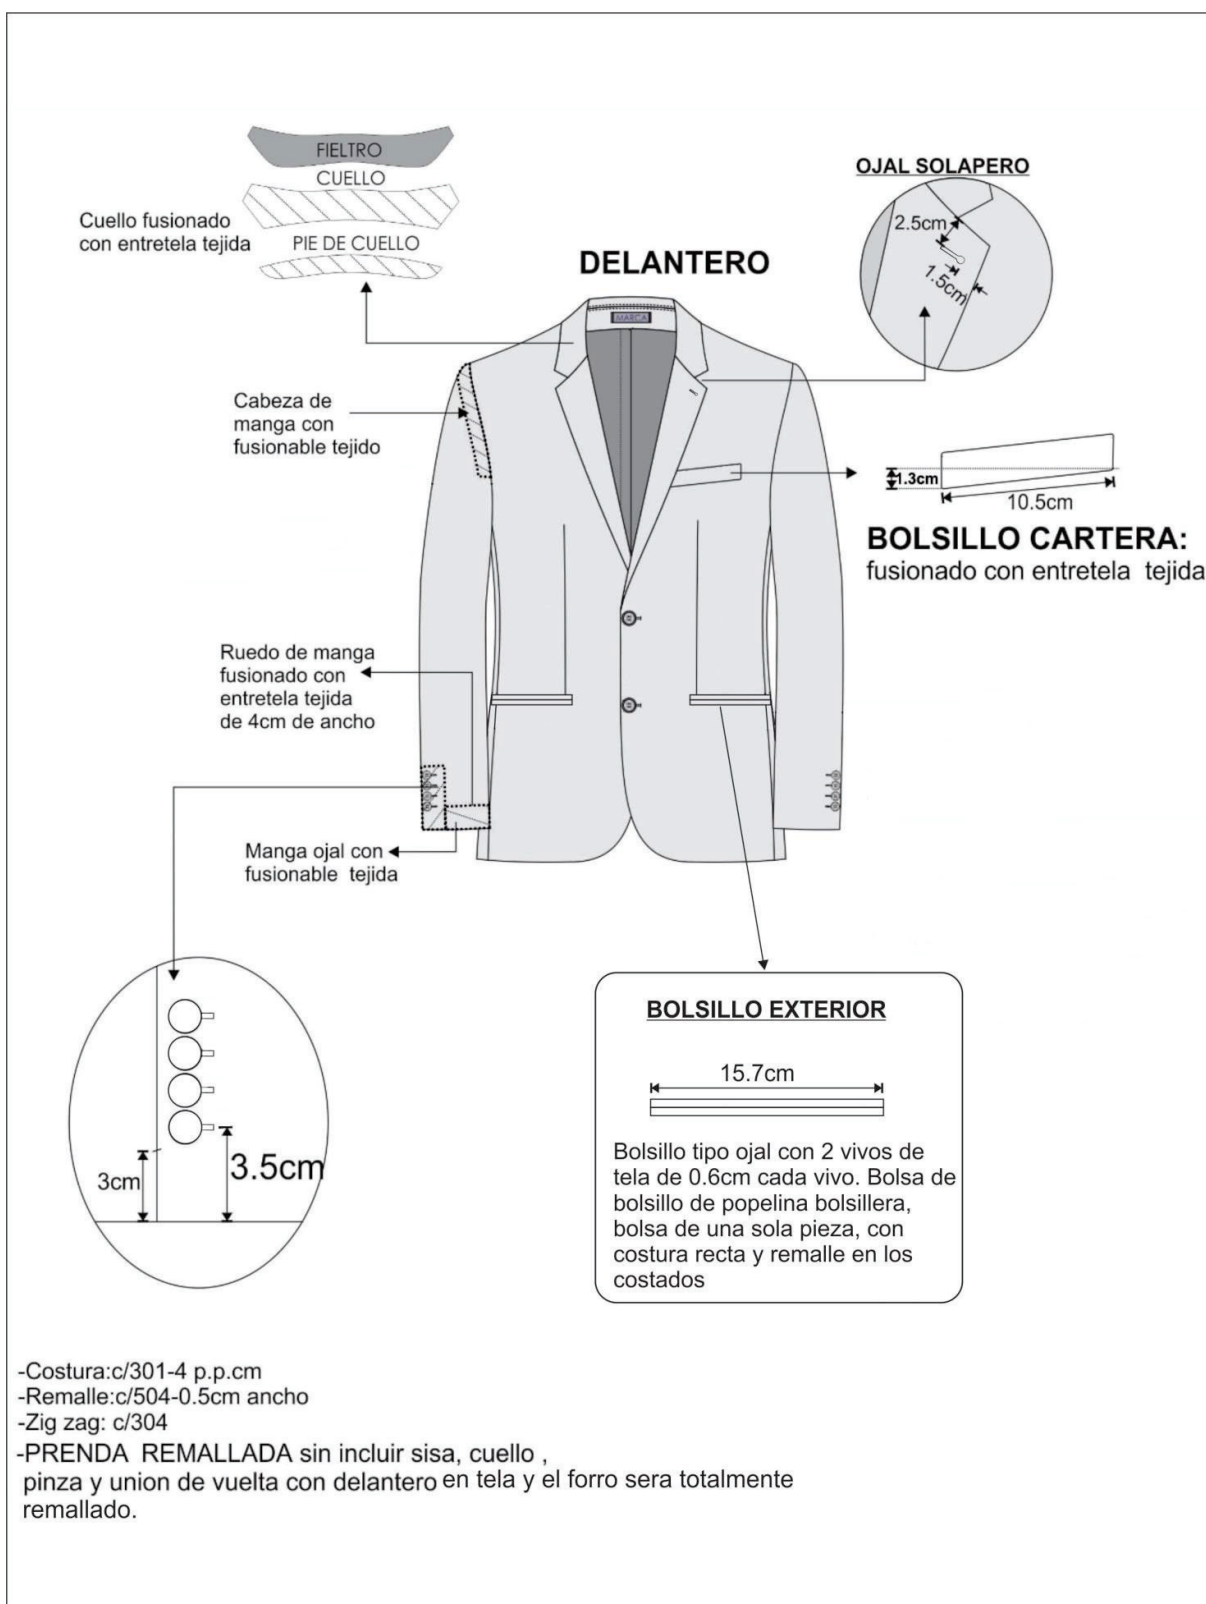 FIELTRO
CUELLO
Cuello fusionado
con entretela tejida
PIE DE CUELLO
OJAL SOLAPERO
2.5cm
1.5cm
DELANTERO
MARCA
Cabeza de
manga con
fusionable tejido
1.3cm
10.5cm
BOLSILLO CARTERA:
fusionado con entretela tejida
Ruedo de manga
fusionado con
entretela tejida
de 4cm de ancho
Manga ojal con
fusionable tejida
3cm
3.5cm
BOLSILLO EXTERIOR
15.7cm
Bolsillo tipo ojal con 2 vivos de
tela de 0.6cm cada vivo. Bolsa de
bolsillo de popelina bolsillera,
bolsa de una sola pieza, con
costura recta y remalle en los
costados
-Costura:c/301-4 p.p.cm
-Remalle:c/504-0.5cm ancho
-Zig zag: c/304
-PRENDA REMALLADA sin incluir sisa, cuello ,
pinza y union de vuelta con delantero en tela y el forro sera totalmente
remallado.